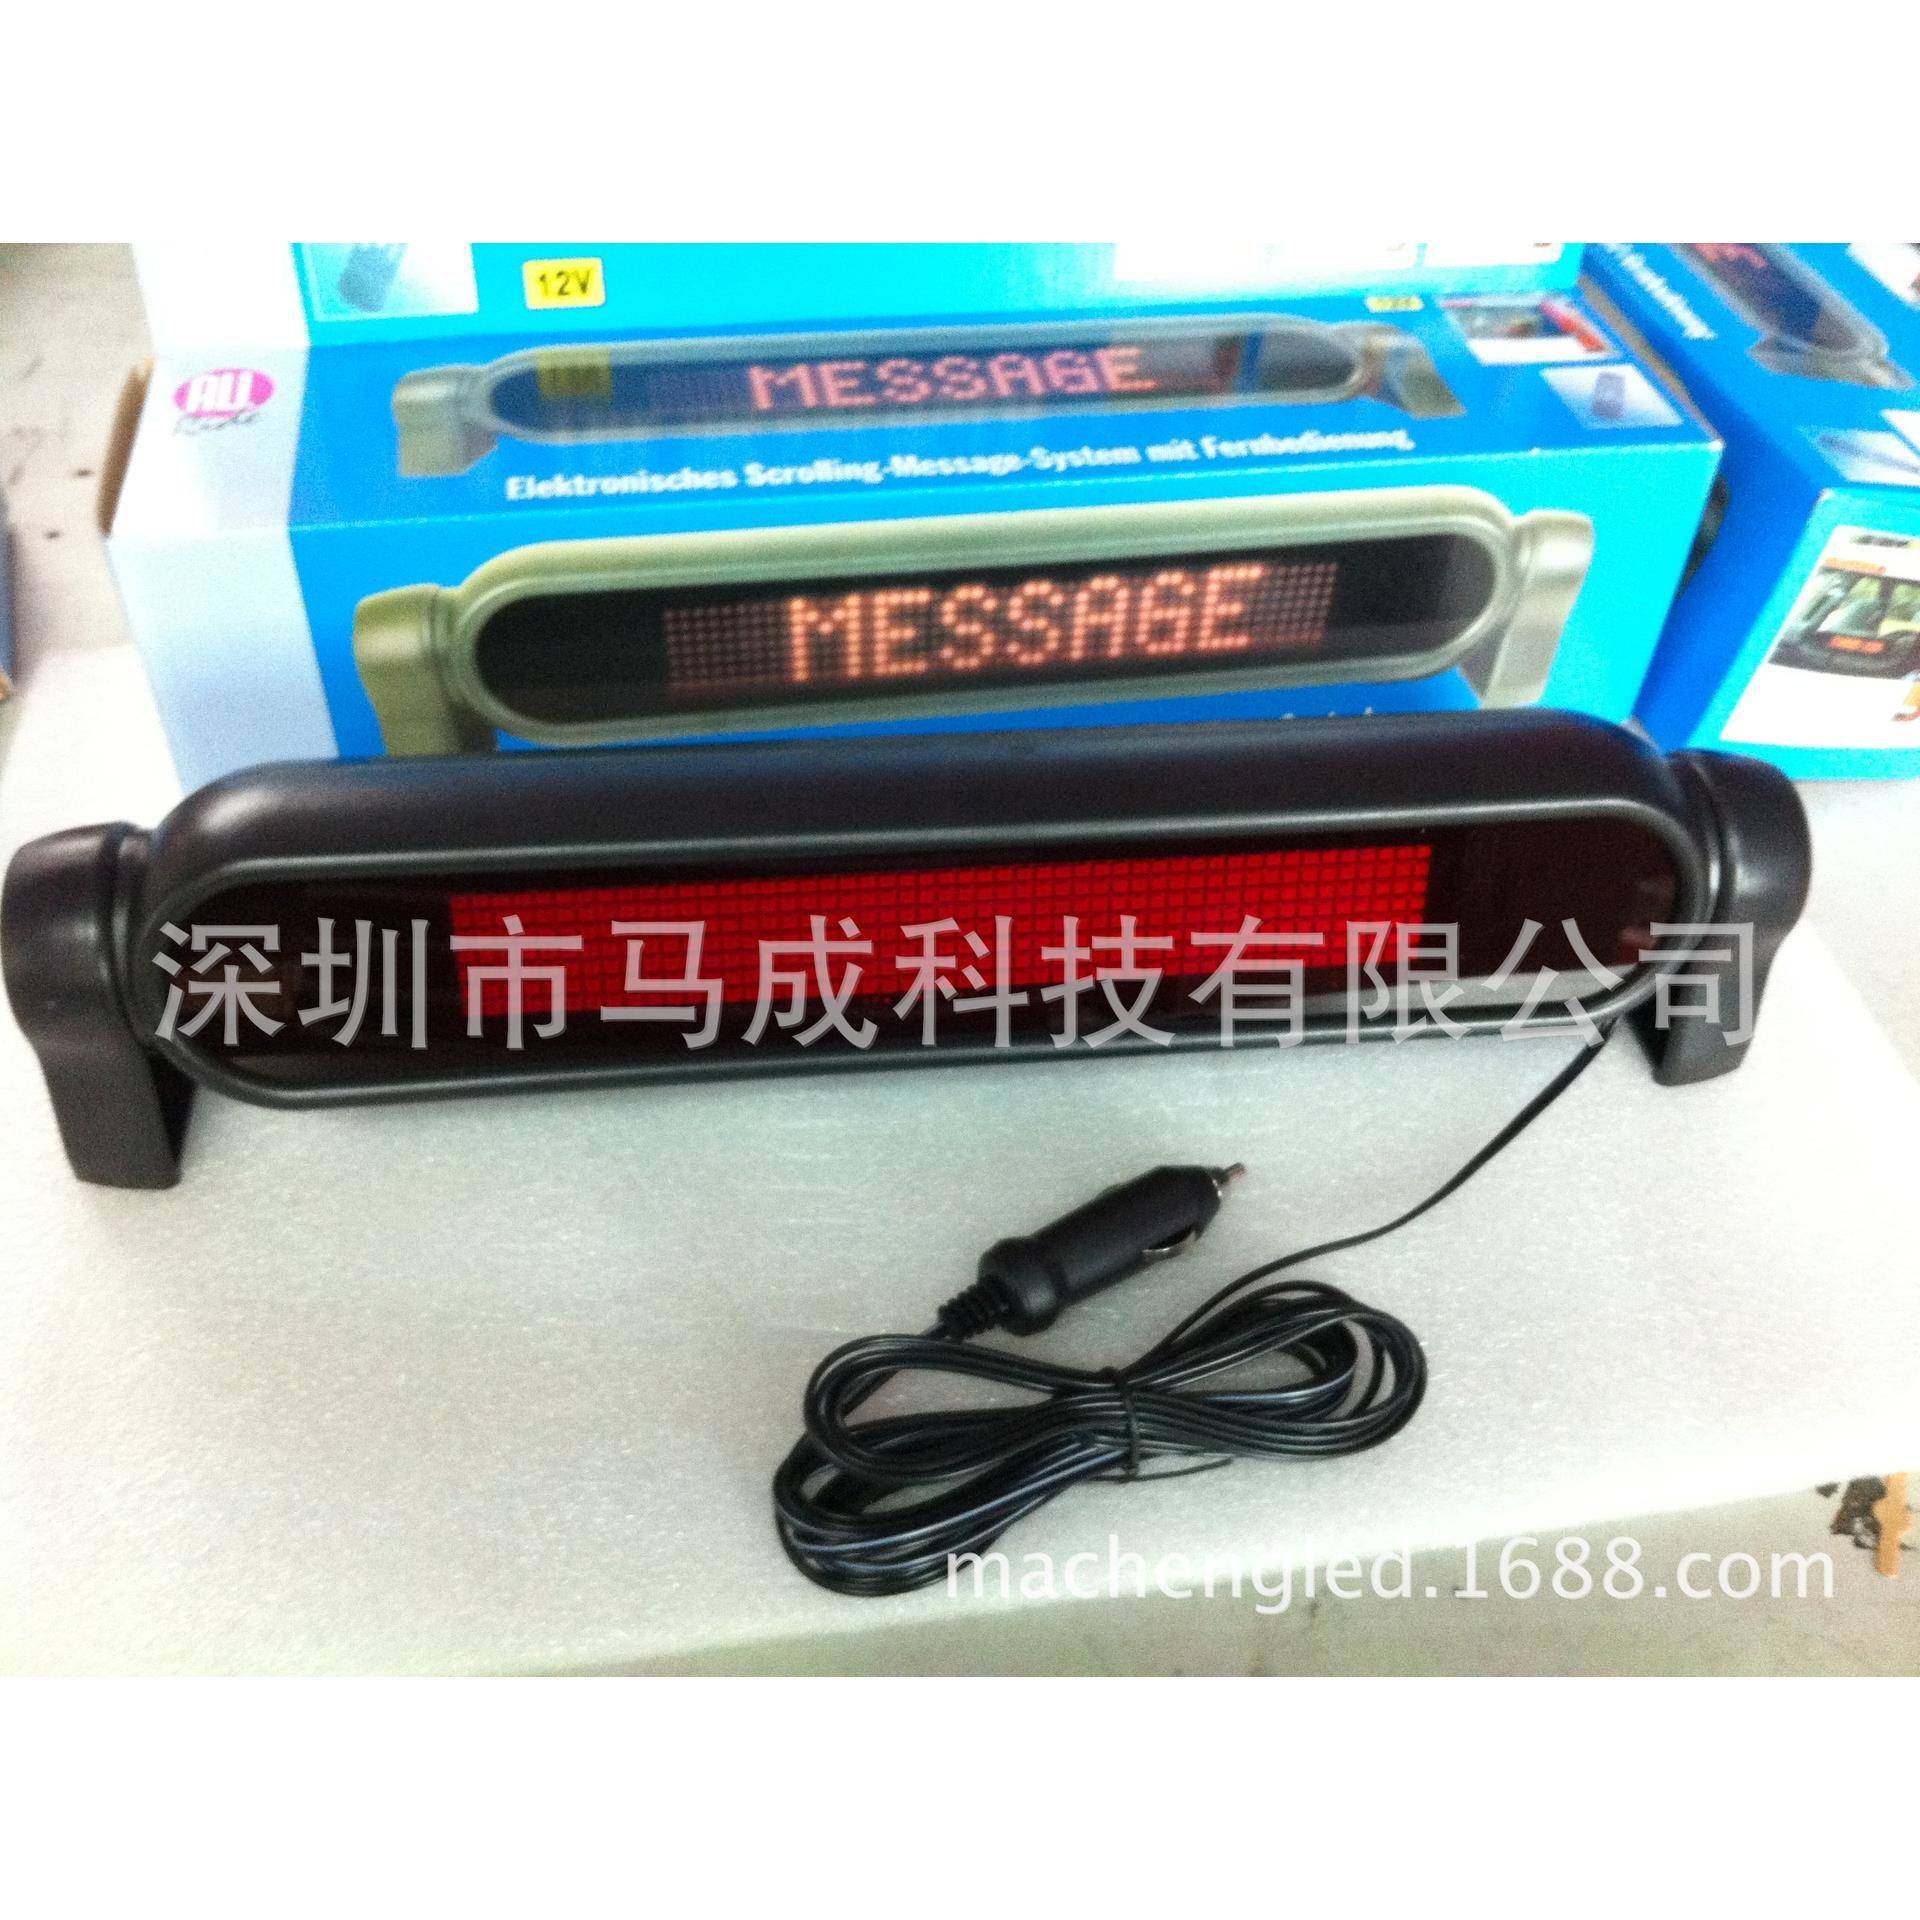 12V
AU
MESSAGE
Elektronisches Scrolling-Message-System mit Fernbedienung
MESSAGE
深圳市马成科技有限公司
machengled.1688.com